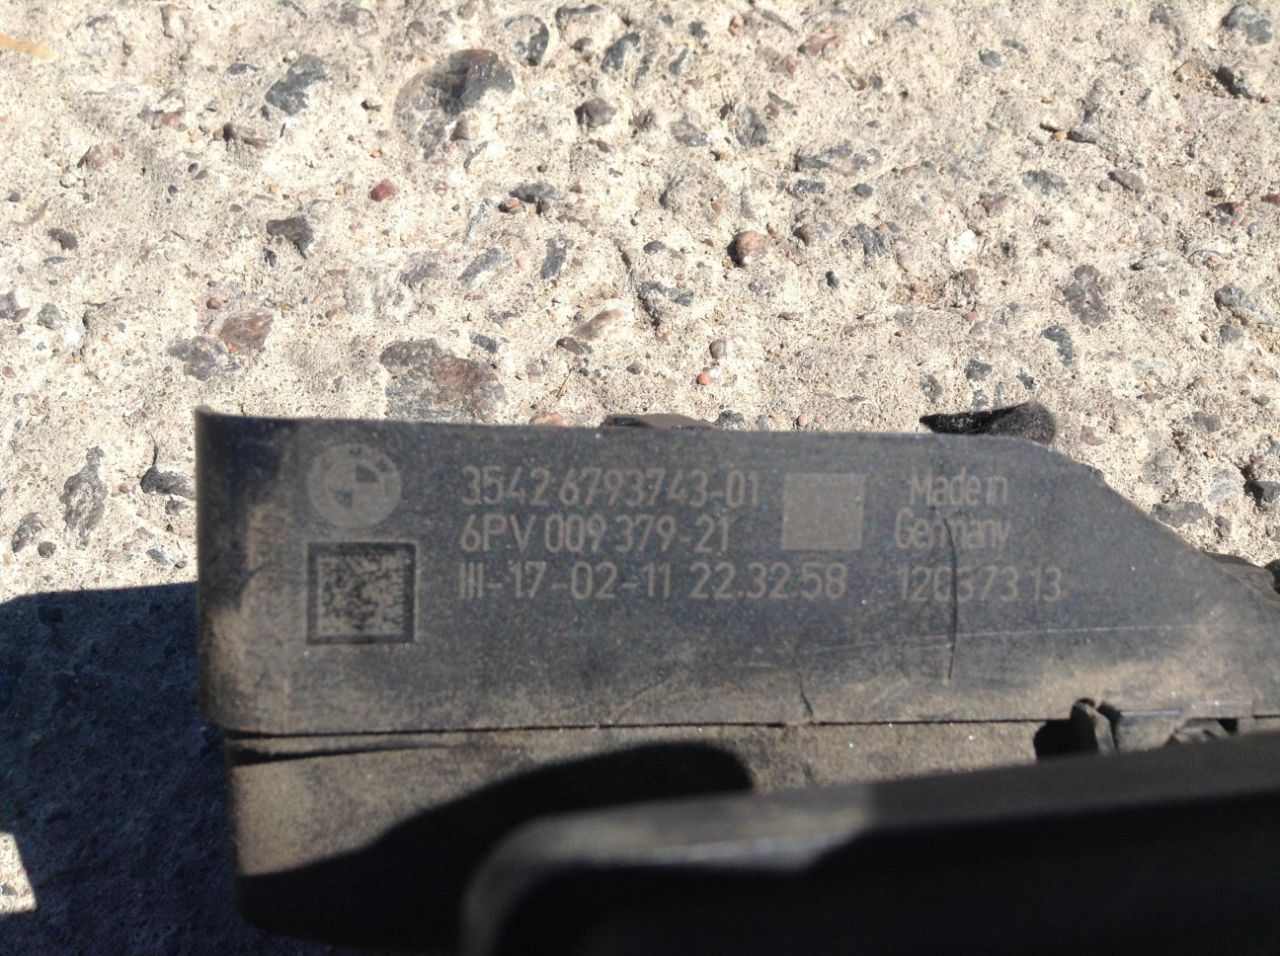 3542 6793743-01
6PV 009 379-21
III-17-02-11 22.32.58
Made in
Germany
12037313